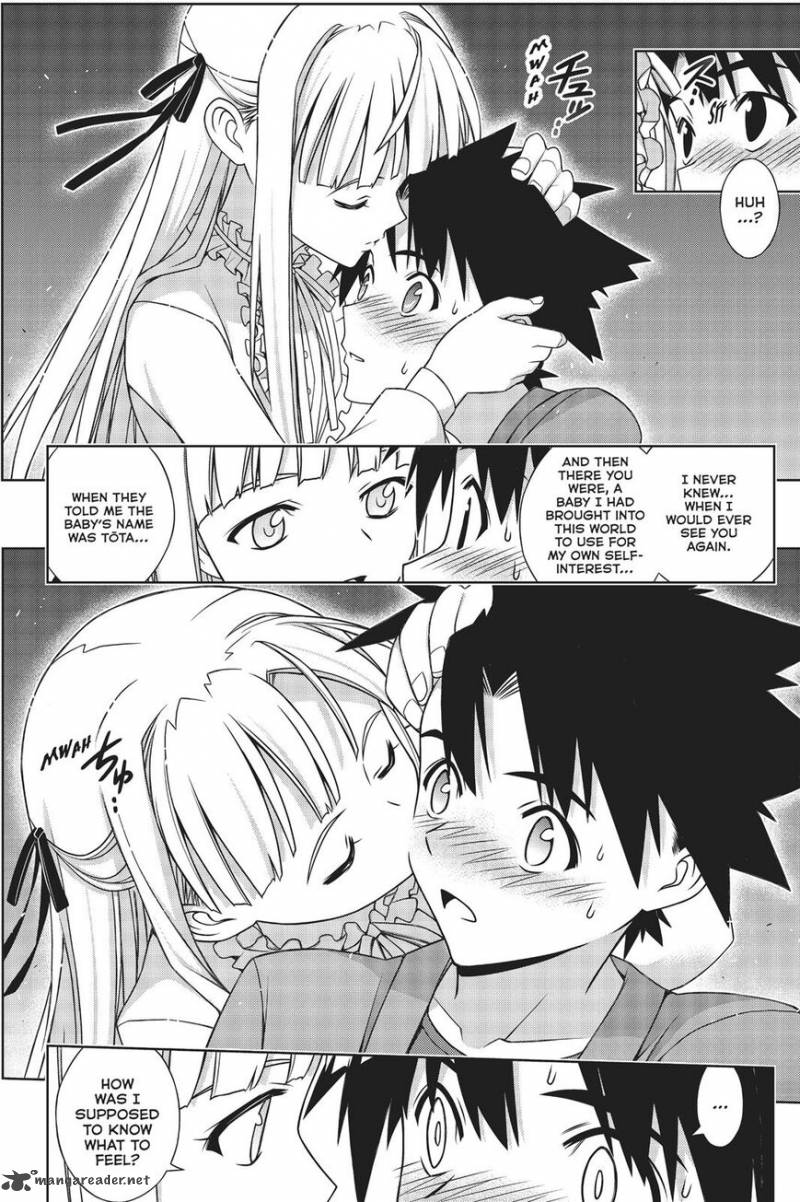 スッ
SFF
HUH
...?
MWAH
チュッ
...
I NEVER
KNEW...
WHEN I
WOULD EVER
SEE YOU
AGAIN.
AND THEN
THERE YOU
WERE, A
BABY I HAD
BROUGHT INTO
THIS WORLD
TO USE FOR
MY OWN SELF-
INTEREST...
WHEN THEY
TOLD ME THE
BABY'S NAME
WAS TŌTA...
MWAH
ちゅ
...
...
HOW
WAS I
SUPPOSED
TO KNOW
WHAT TO
FEEL?
mangareader.net